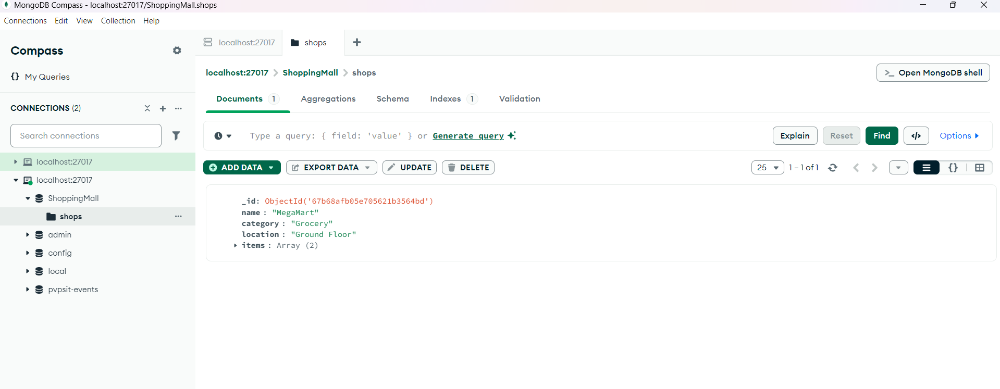 MongoDB Compass - localhost:27017/ShoppingMall.shops
Connections Edit View Collection Help
Compass
{} My Queries
CONNECTIONS (2)
Search connections
localhost:27017
localhost:27017
ShoppingMall
shops
admin
config
local
pvpsit-events
localhost:27017 shops
localhost:27017 ShoppingMall shops
>_ Open MongoDB shell
Documents 1 Aggregations Schema Indexes 1 Validation
Type a query: { field: 'value' } or Generate query
Explain Reset Find </> Options
ADD DATA EXPORT DATA UPDATE DELETE
25 1 – 1 of 1 {}
_id: ObjectId('67b68afb05e705621b3564bd')
name : "MegaMart"
category : "Grocery"
location : "Ground Floor"
items : Array (2)